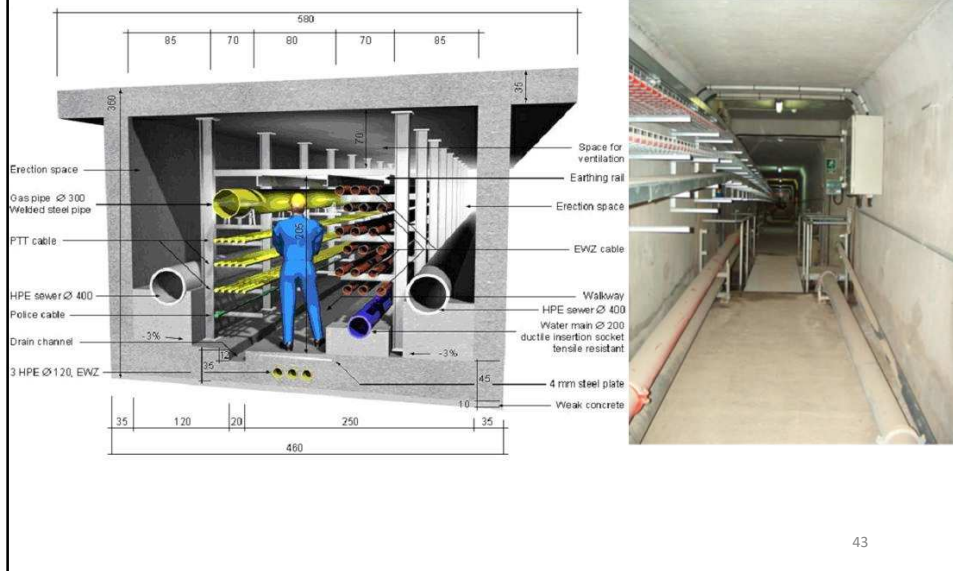 580
85 70 80 70 85
35
360
70
Space for
ventilation
Erection space
Earthing rail
Gas pipe Ø 300
Welded steel pipe
Erection space
205
PTT cable
EWZ cable
HPE sewer Ø 400
Walkway
HPE sewer Ø 400
Police cable
Water main Ø 200
ductile insertion socket
tensile resistant
Drain channel
-3%
-3%
12
35
3 HPE Ø 120, EWZ
45
4 mm steel plate
10
Weak concrete
35 120 20 250 35
460
43